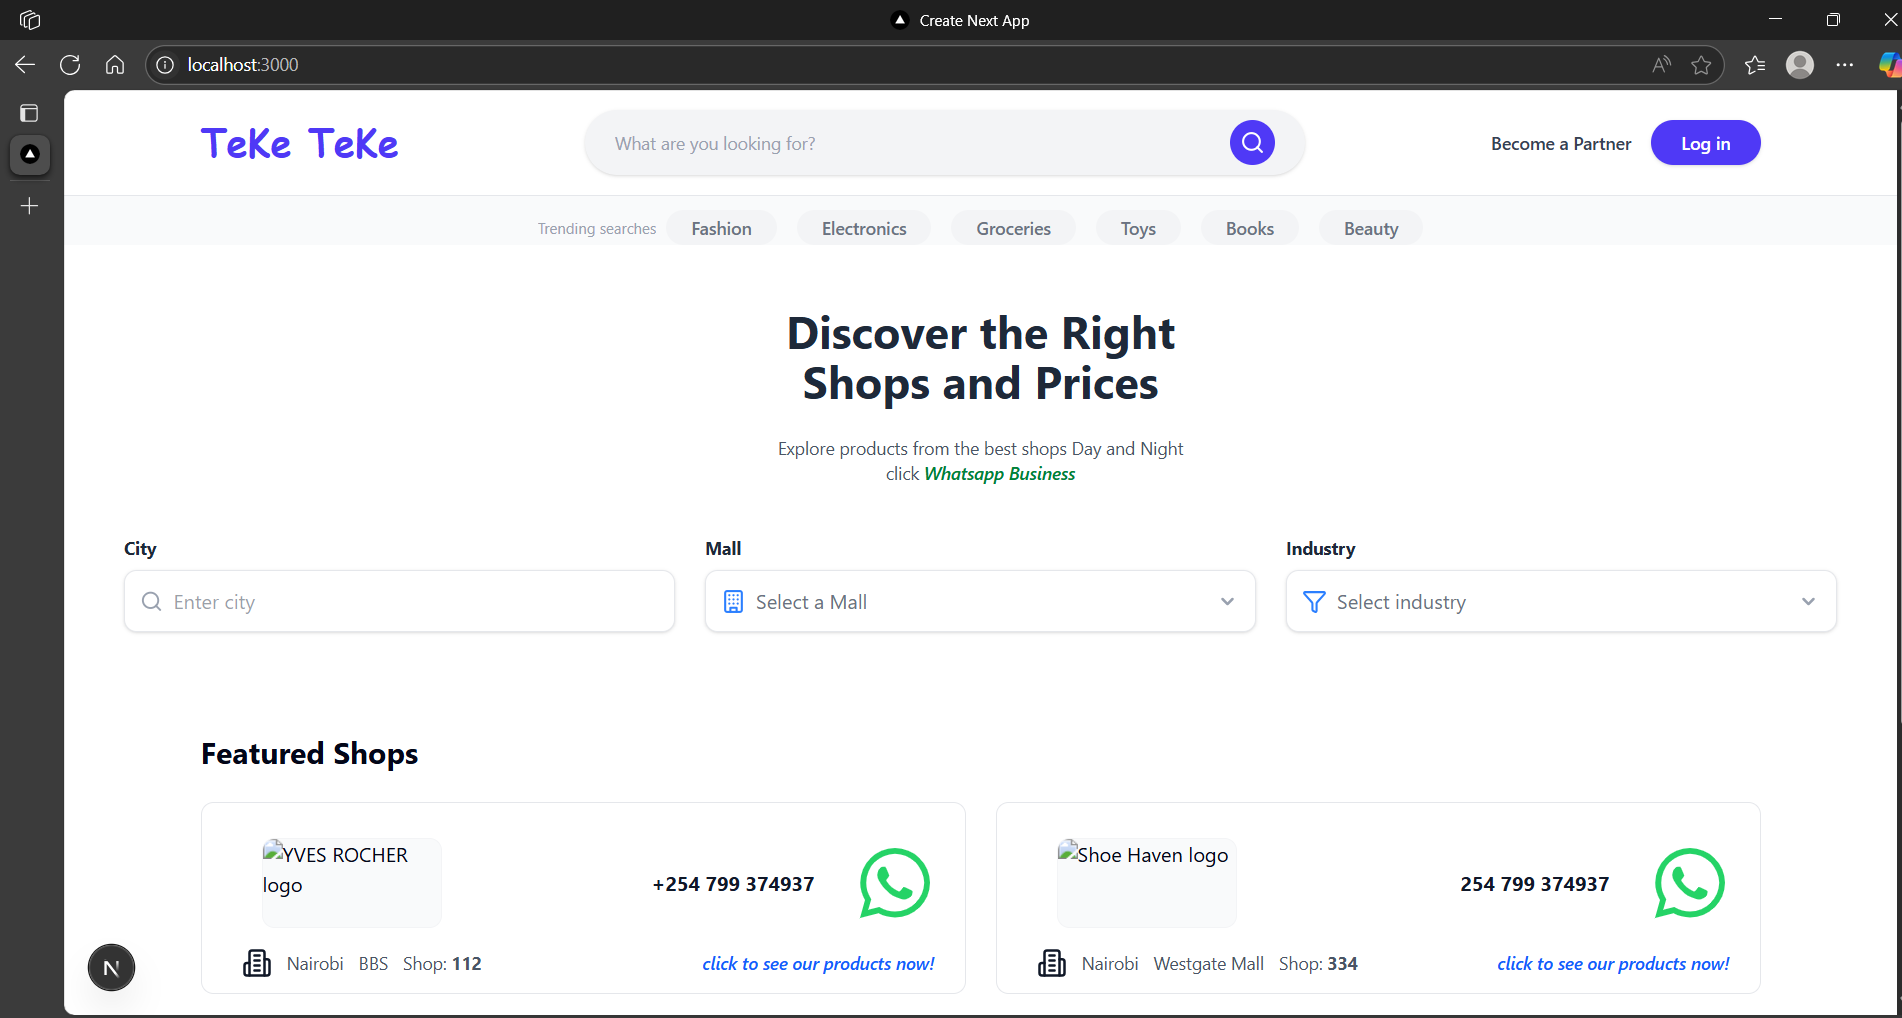 Create Next App
localhost:3000
TeKe TeKe
What are you looking for?
Become a Partner
Log in
Trending searches
Fashion
Electronics
Groceries
Toys
Books
Beauty
Discover the Right
Shops and Prices
Explore products from the best shops Day and Night
click Whatsapp Business
City
Mall
Industry
Enter city
Select a Mall
Select industry
Featured Shops
YVES ROCHER
logo
+254 799 374937
Nairobi BBS Shop: 112
click to see our products now!
Shoe Haven logo
254 799 374937
Nairobi Westgate Mall Shop: 334
click to see our products now!
N